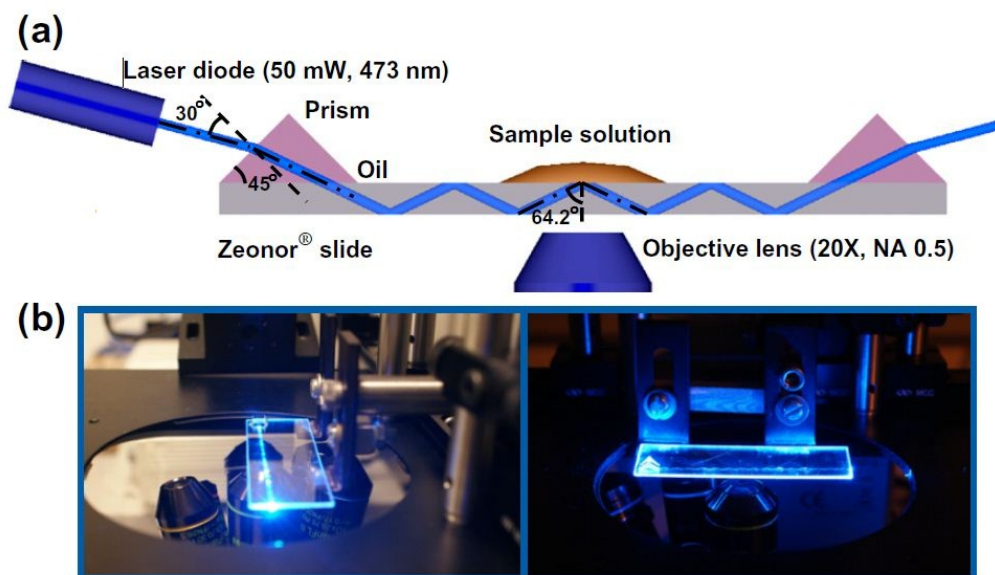 (a)
Laser diode (50 mW, 473 nm)
30°
Prism
Sample solution
Oil
45°
64.2°
Zeonor® slide
Objective lens (20X, NA 0.5)
(b)